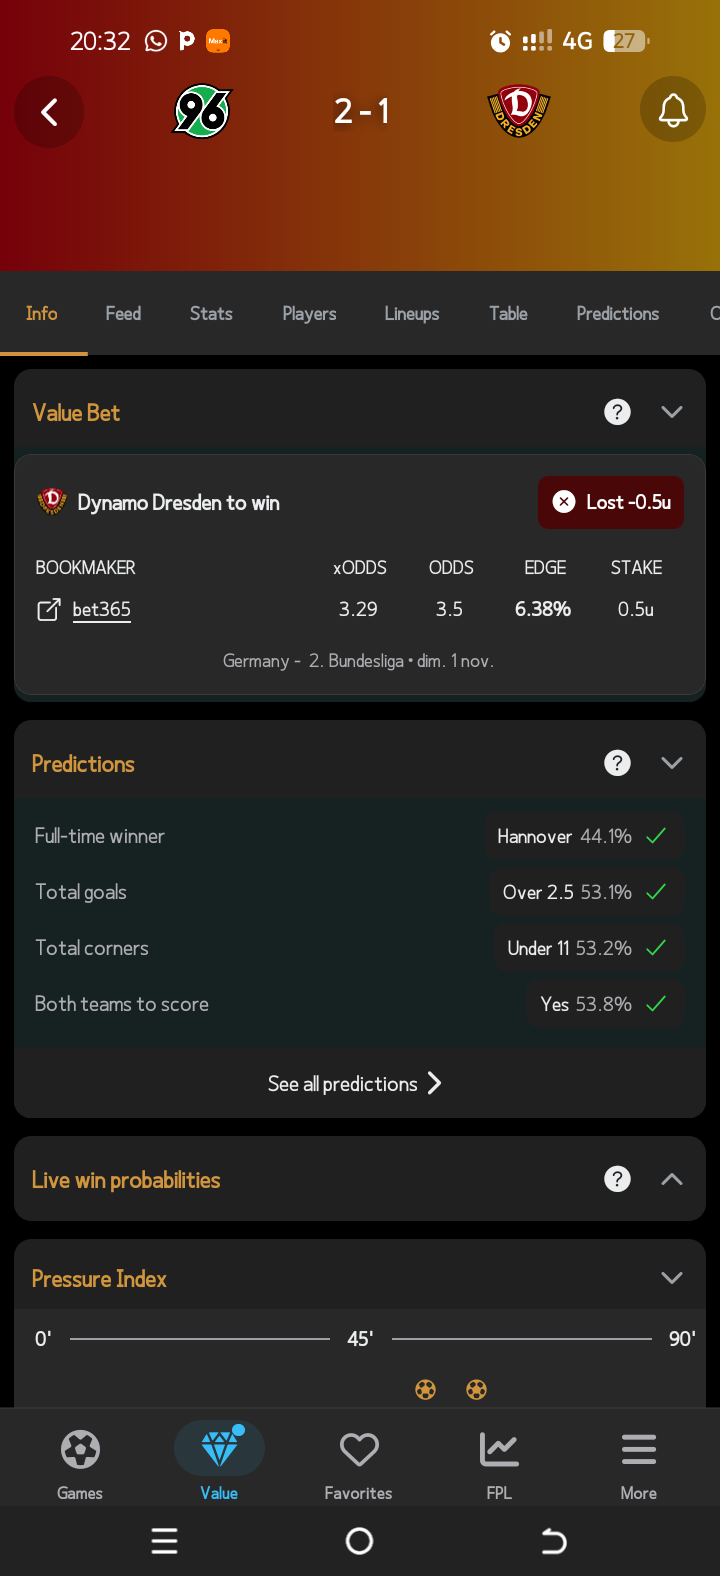 20:32 4G 27
96 2 - 1 D DRESDEN
Info Feed Stats Players Lineups Table Predictions
Value Bet ?
Dynamo Dresden to win Lost -0.5u
BOOKMAKER xODDS ODDS EDGE STAKE
bet365 3.29 3.5 6.38% 0.5u
Germany - 2. Bundesliga • dim. 1 nov.
Predictions ?
Full-time winner Hannover 44.1%
Total goals Over 2.5 53.1%
Total corners Under 11 53.2%
Both teams to score Yes 53.8%
See all predictions
Live win probabilities ?
Pressure Index
0' 45' 90'
Games Value Favorites FPL More